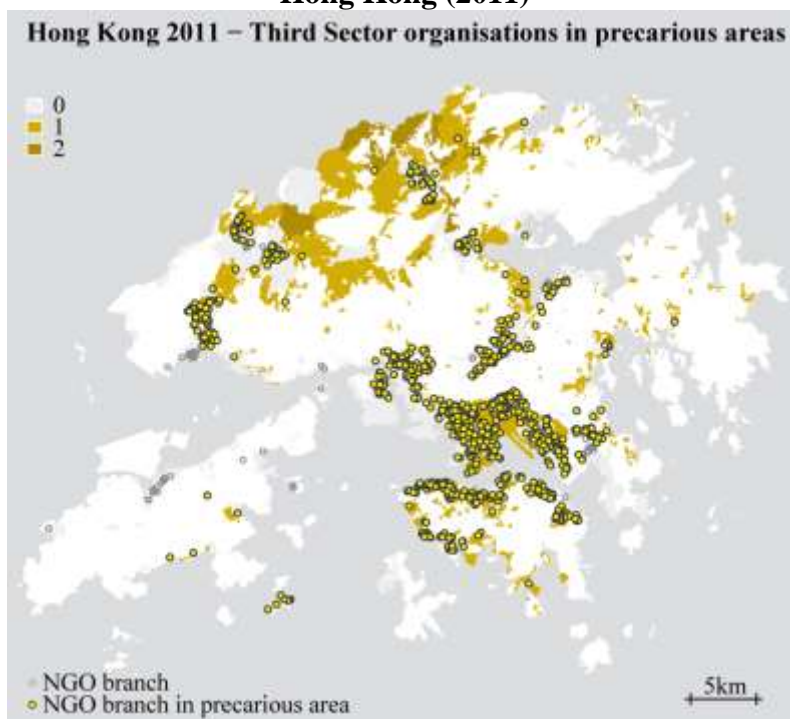 Hong Kong (2011)
Hong Kong 2011 − Third Sector organisations in precarious areas
0
1
2
NGO branch
NGO branch in precarious area
5km